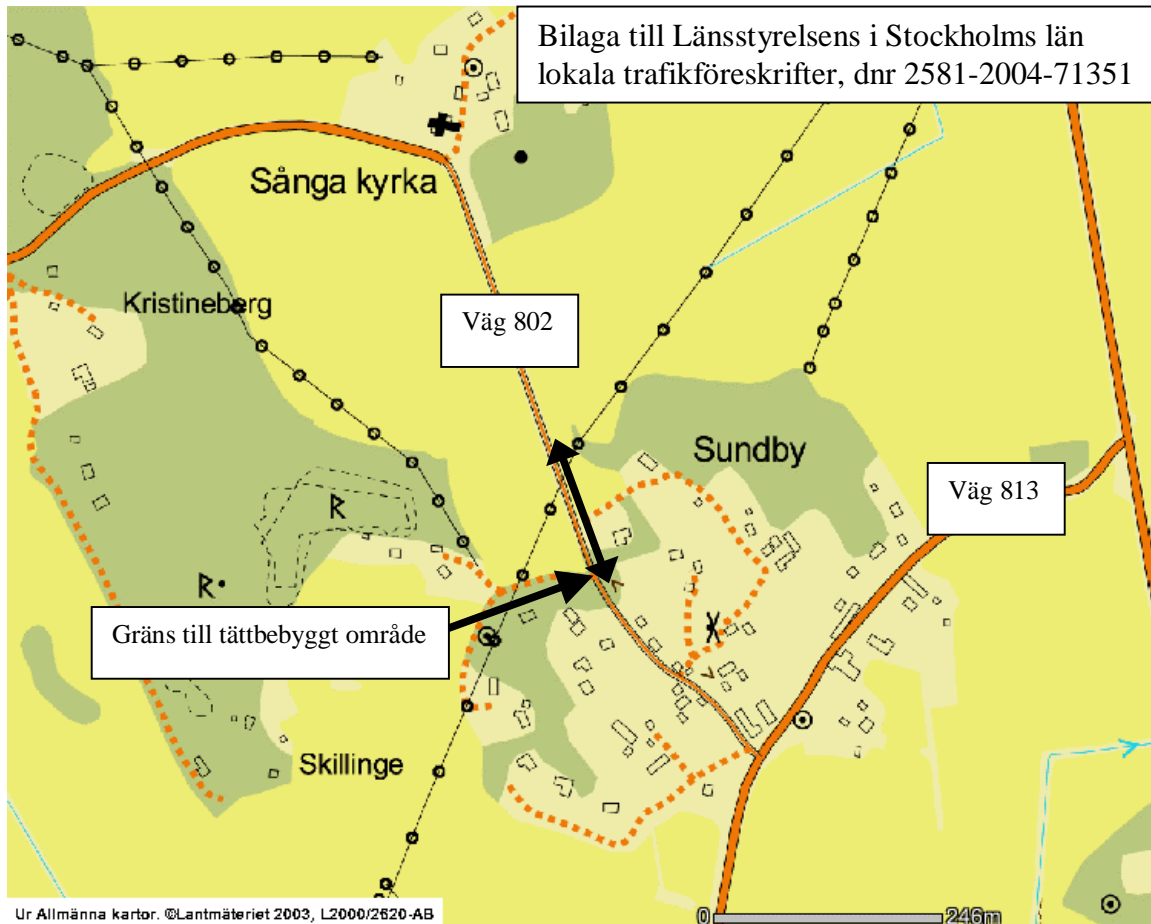 Bilaga till Länsstyrelsens i Stockholms län
lokala trafikföreskrifter, dnr 2581-2004-71351
Sånga kyrka
Kristineberg
Väg 802
Sundby
Väg 813
R
R
Gräns till tättbebyggt område
Skillinge
Ur Allmänna kartor. ©Lantmäteriet 2003, L2000/2620-AB
0
246m